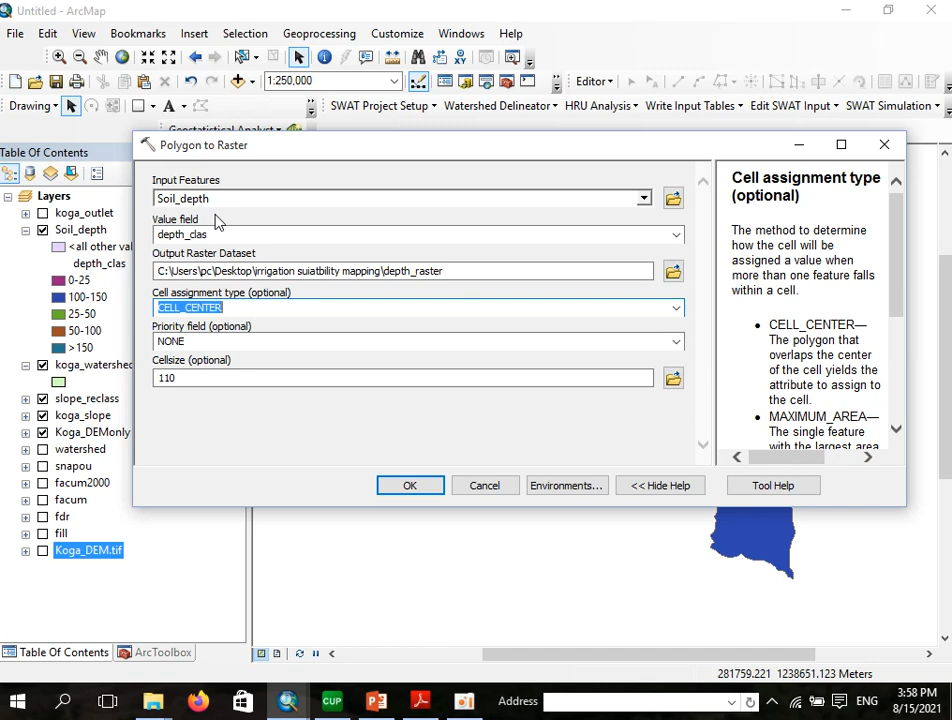 Untitled - ArcMap
File Edit View Bookmarks Insert Selection Geoprocessing Customize Windows Help
1:250,000
Editor
Drawing A SWAT Project Setup Watershed Delineator HRU Analysis Write Input Tables Edit SWAT Input SWAT Simulation
Geostatistical Analyst
Table Of Contents
Layers
koga_outlet
Soil_depth
<all other val
depth_clas
0-25
100-150
25-50
50-100
>150
koga_watershed
slope_reclass
koga_slope
Koga_DEMonly
watershed
snapou
facum2000
facum
fdr
fill
Koga_DEM.tif
Polygon to Raster
Input Features
Soil_depth
Value field
depth_clas
Output Raster Dataset
C:\Users\pc\Desktop\irrigation suiatbility mapping\depth_raster
Cell assignment type (optional)
CELL_CENTER
Priority field (optional)
NONE
Cellsize (optional)
110
OK Cancel Environments... << Hide Help Tool Help
Cell assignment type
(optional)
The method to determine
how the cell will be
assigned a value when
more than one feature falls
within a cell.
• CELL_CENTER—
The polygon that
overlaps the center
of the cell yields the
attribute to assign to
the cell.
• MAXIMUM_AREA—
The single feature
with the largest area
Table Of Contents ArcToolbox
281759.221 1238651.123 Meters
CUP Address ENG
3:58 PM
8/15/2021